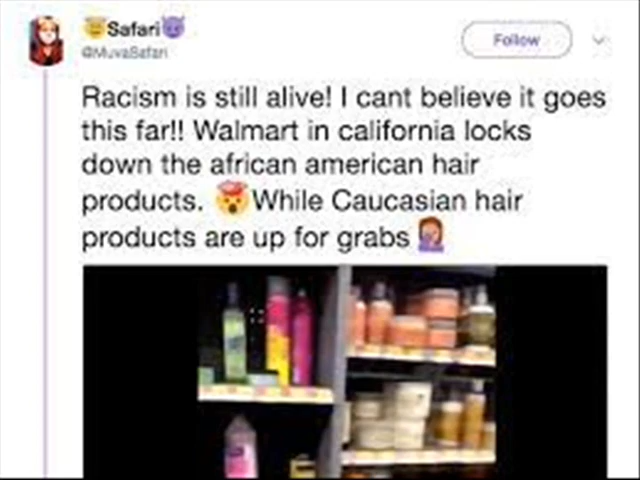 Safari
@MuvaSafari
Follow
Racism is still alive! I cant believe it goes
this far!! Walmart in california locks
down the african american hair
products. 🤯While Caucasian hair
products are up for grabs🤦🏽‍♀️